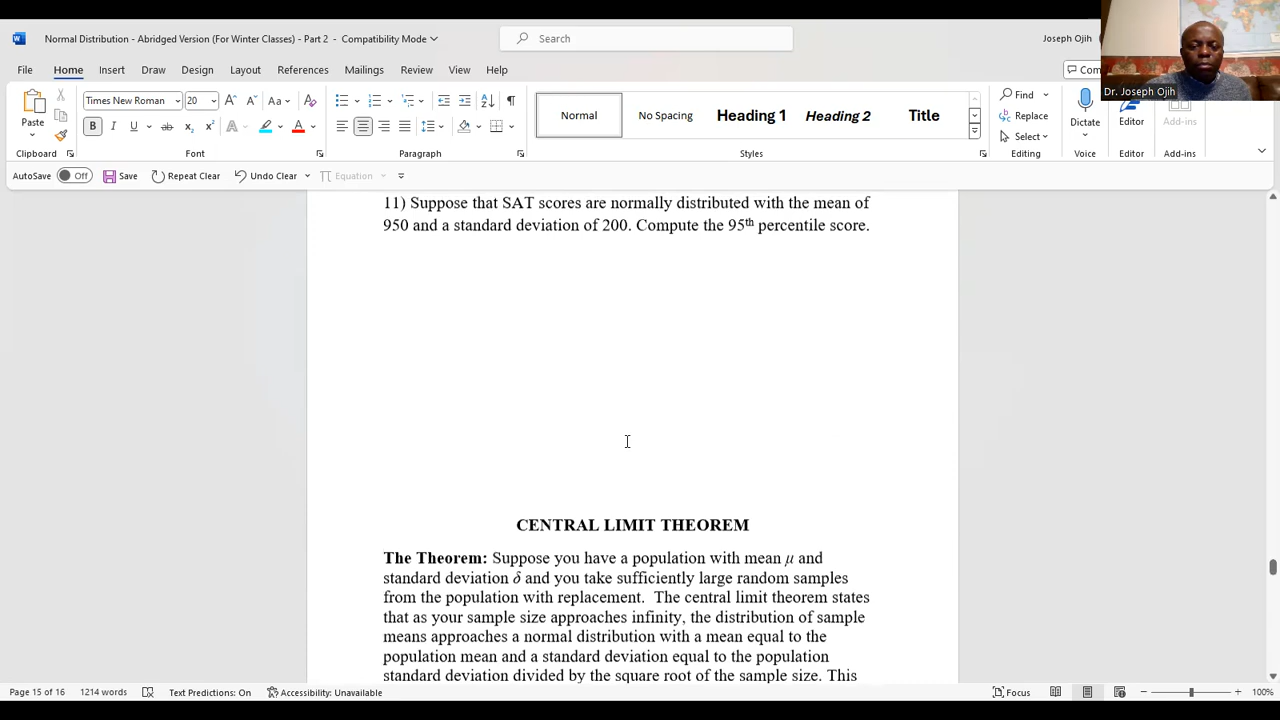 Normal Distribution - Abridged Version (For Winter Classes) - Part 2 - Compatibility Mode
Search
Joseph Ojih
File Home Insert Draw Design Layout References Mailings Review View Help
Com
Dr. Joseph Ojih
Paste
Times New Roman 20
Normal
No Spacing
Heading 1
Heading 2
Title
Find
Replace
Select
Dictate
Editor
Add-ins
Clipboard Font Paragraph Styles Editing Voice Editor Add-ins
AutoSave Off Save Repeat Clear Undo Clear Equation
11) Suppose that SAT scores are normally distributed with the mean of
950 and a standard deviation of 200. Compute the 95th percentile score.
CENTRAL LIMIT THEOREM
The Theorem: Suppose you have a population with mean μ and
standard deviation δ and you take sufficiently large random samples
from the population with replacement. The central limit theorem states
that as your sample size approaches infinity, the distribution of sample
means approaches a normal distribution with a mean equal to the
population mean and a standard deviation equal to the population
standard deviation divided by the square root of the sample size. This
Page 15 of 16 1214 words Text Predictions: On Accessibility: Unavailable Focus 100%